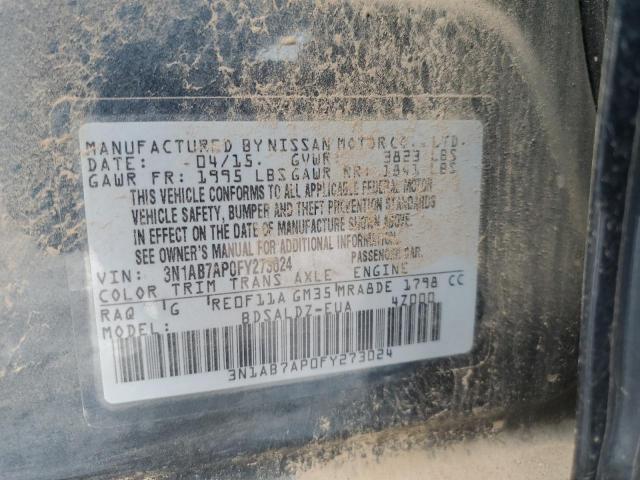 MANUFACTURED BY NISSAN MOTOR CO., LTD.
DATE: 04/15. GVWR 3823 LBS
GAWR FR: 1995 LBS GAWR RR: 1841 LBS
THIS VEHICLE CONFORMS TO ALL APPLICABLE FEDERAL MOTOR
VEHICLE SAFETY, BUMPER AND THEFT PREVENTION STANDARDS
IN EFFECT ON THE DATE OF MANUFACTURE SHOWN ABOVE.
SEE OWNER'S MANUAL FOR ADDITIONAL INFORMATION.
VIN: 3N1AB7AP0FY273024 PASSENGER CAR
COLOR TRIM TRANS AXLE ENGINE
RAQ G RE0F11A GM35 MRA8DE 1798 CC
MODEL: BDSALDZ-EUA 4Z000
3N1AB7AP0FY273024